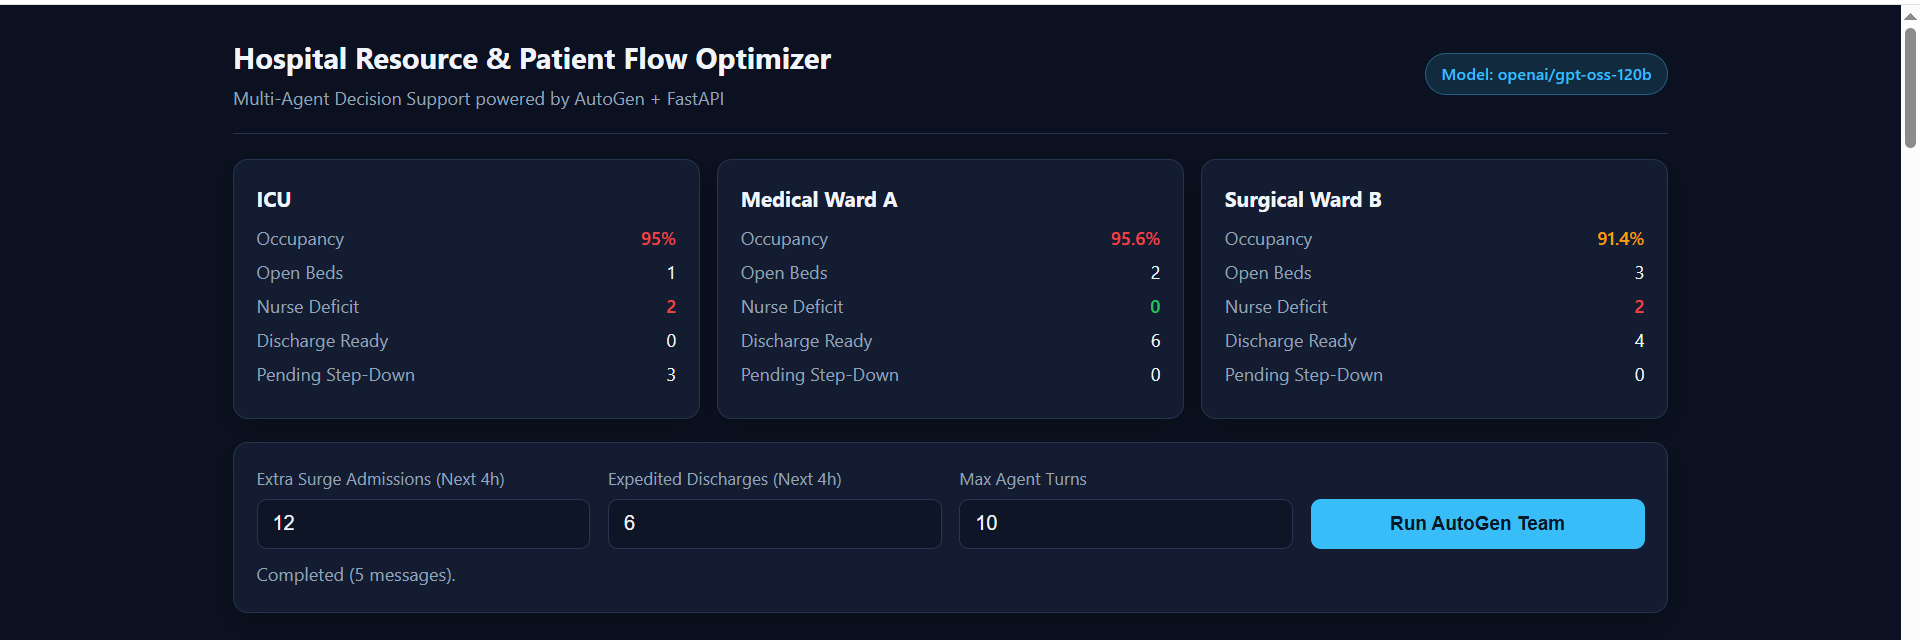 Hospital Resource & Patient Flow Optimizer
Multi-Agent Decision Support powered by AutoGen + FastAPI
Model: openai/gpt-oss-120b
ICU
Occupancy 95%
Open Beds 1
Nurse Deficit 2
Discharge Ready 0
Pending Step-Down 3
Medical Ward A
Occupancy 95.6%
Open Beds 2
Nurse Deficit 0
Discharge Ready 6
Pending Step-Down 0
Surgical Ward B
Occupancy 91.4%
Open Beds 3
Nurse Deficit 2
Discharge Ready 4
Pending Step-Down 0
Extra Surge Admissions (Next 4h)
12
Expedited Discharges (Next 4h)
6
Max Agent Turns
10
Run AutoGen Team
Completed (5 messages).